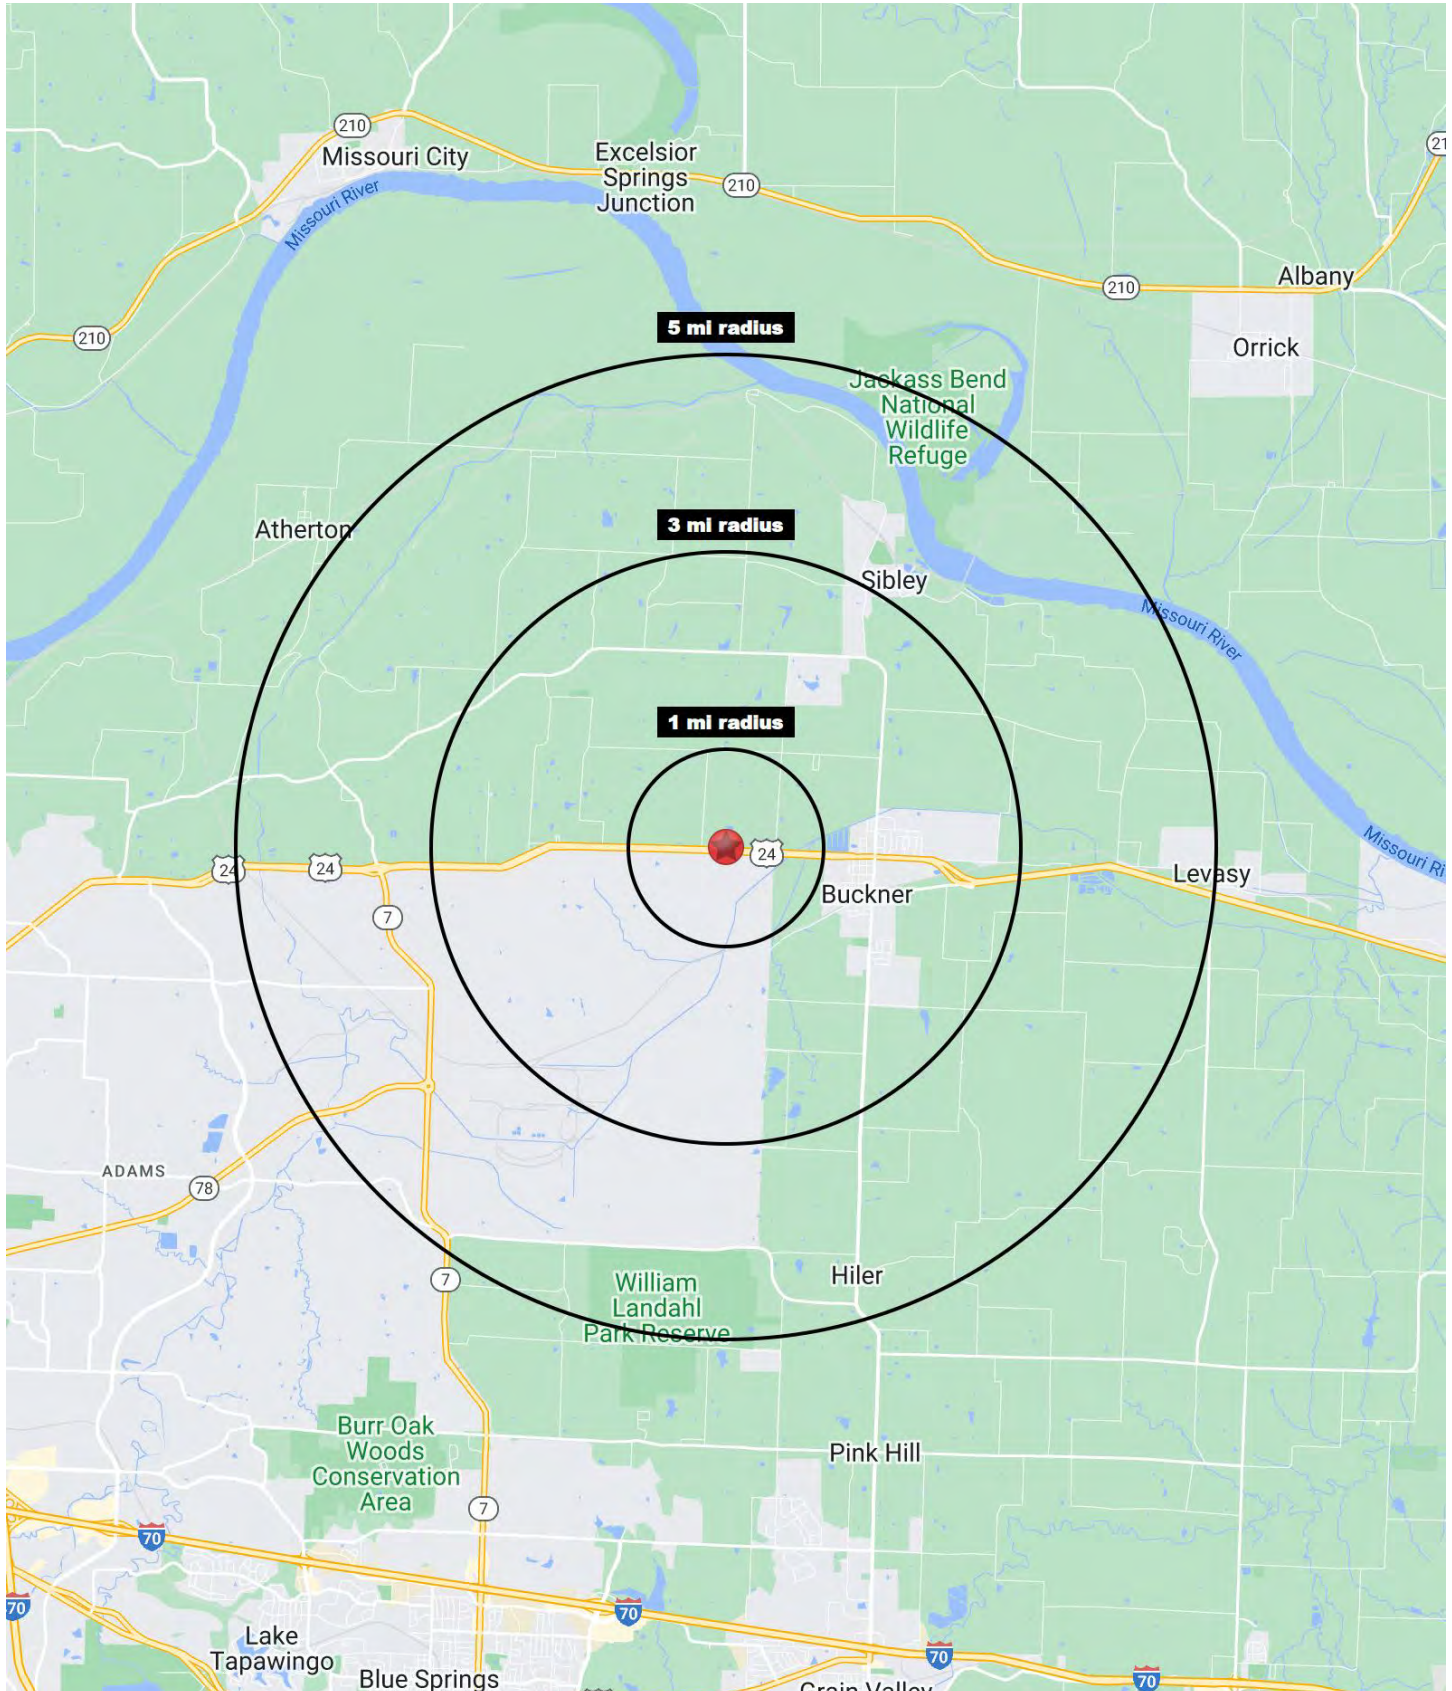 210
Missouri City
Excelsior
Springs
Junction
210
21
Missouri River
Albany
210
210
Orrick
5 mi radius
Jackass Bend
National
Wildlife
Refuge
3 mi radius
Atherton
Sibley
Missouri River
1 mi radius
Missouri Ri
24
24
24
Levasy
Buckner
7
ADAMS
78
Hiler
7
William
Landahl
Park Reserve
Burr Oak
Woods
Conservation
Area
Pink Hill
7
70
70
70
Lake
Tapawingo
70
Blue Springs
70
Grain Valley